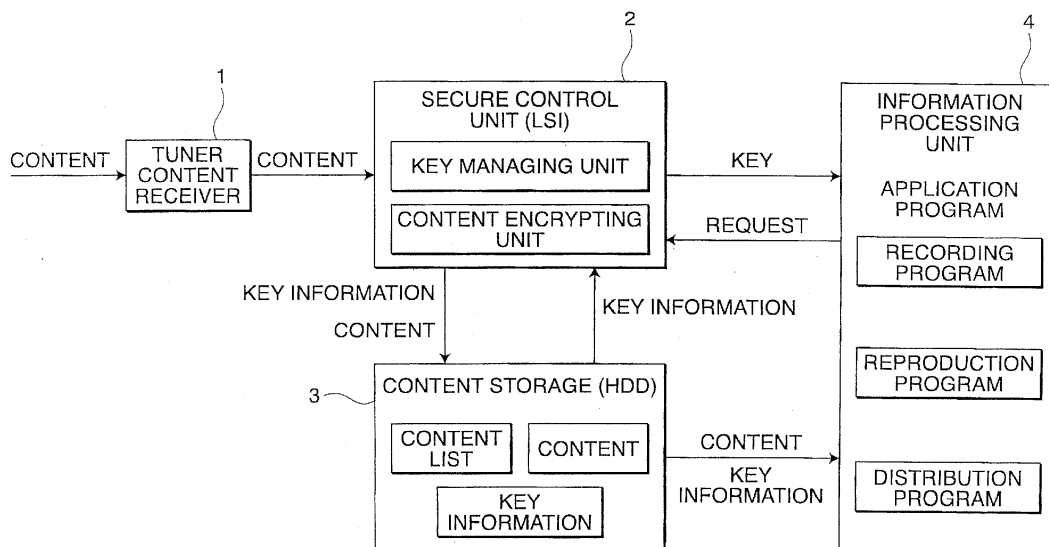 1
2
4
CONTENT
TUNER
CONTENT
RECEIVER
CONTENT
SECURE CONTROL
UNIT (LSI)
KEY MANAGING UNIT
CONTENT ENCRYPTING
UNIT
KEY
REQUEST
INFORMATION
PROCESSING
UNIT
APPLICATION
PROGRAM
RECORDING
PROGRAM
REPRODUCTION
PROGRAM
DISTRIBUTION
PROGRAM
KEY INFORMATION
CONTENT
KEY INFORMATION
3
CONTENT STORAGE (HDD)
CONTENT
LIST
CONTENT
KEY
INFORMATION
CONTENT
KEY
INFORMATION